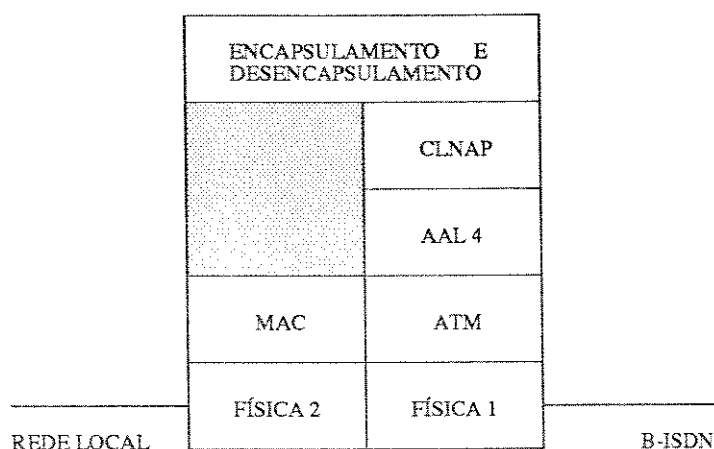 ENCAPSULAMENTO E
DESENCAPSULAMENTO
CLNAP
AAL 4
MAC
ATM
FÍSICA 2
FÍSICA 1
REDE LOCAL
B-ISDN